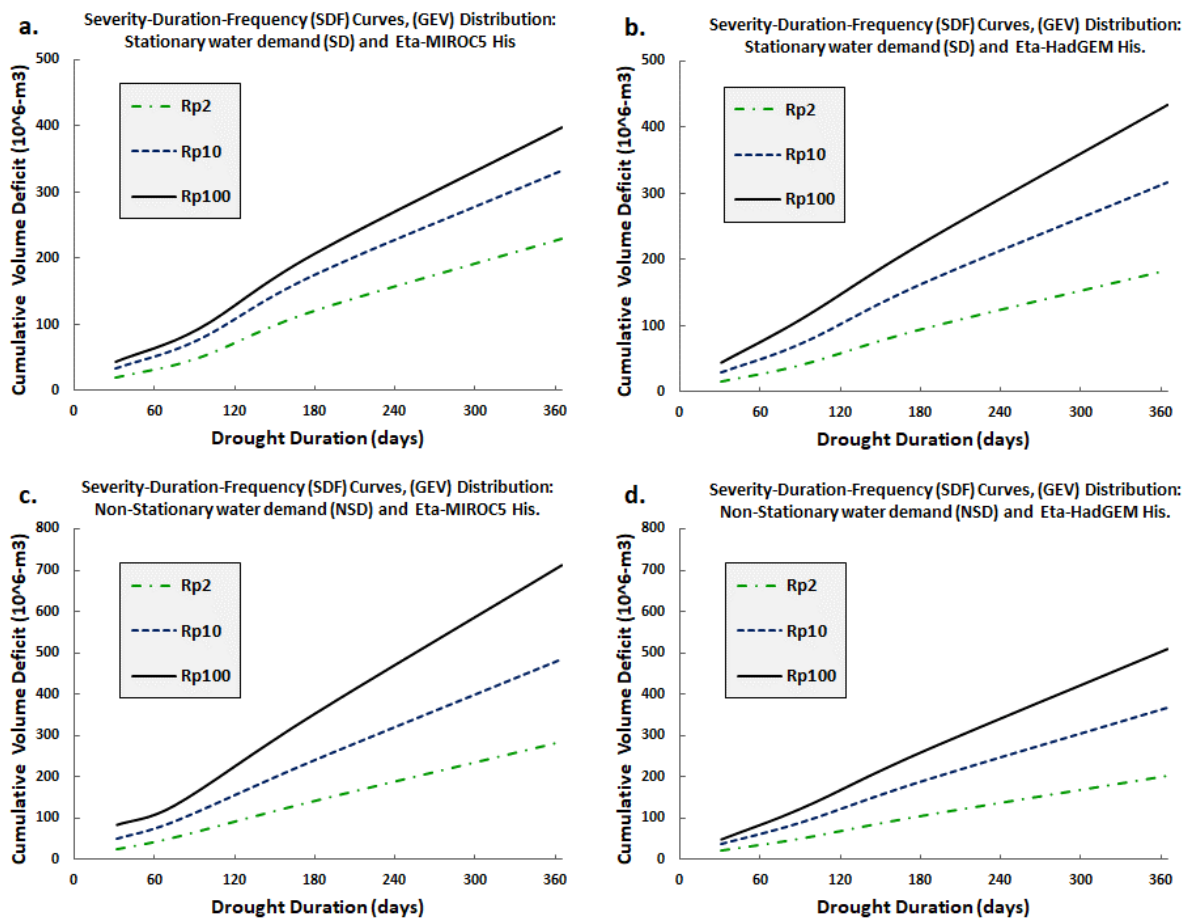 a.
Severity-Duration-Frequency (SDF) Curves, (GEV) Distribution:
Stationary water demand (SD) and Eta-MIROC5 His
Cumulative Volume Deficit (10^6-m3)
500
400
300
200
100
0
Rp2
Rp10
Rp100
0 60 120 180 240 300 360
Drought Duration (days)
b.
Severity-Duration-Frequency (SDF) Curves, (GEV) Distribution:
Stationary water demand (SD) and Eta-HadGEM His.
Cumulative Volume Deficit (10^6-m3)
500
400
300
200
100
0
Rp2
Rp10
Rp100
0 60 120 180 240 300 360
Drought Duration (days)
c.
Severity-Duration-Frequency (SDF) Curves, (GEV) Distribution:
Non-Stationary water demand (NSD) and Eta-MIROC5 His.
Cumulative Volume Deficit (10^6-m3)
800
700
600
500
400
300
200
100
0
Rp2
Rp10
Rp100
0 60 120 180 240 300 360
Drought Duration (days)
d.
Severity-Duration-Frequency (SDF) Curves, (GEV) Distribution:
Non-Stationary water demand (NSD) and Eta-HadGEM His.
Cumulative Volume Deficit (10^6-m3)
800
700
600
500
400
300
200
100
0
Rp2
Rp10
Rp100
0 60 120 180 240 300 360
Drought Duration (days)